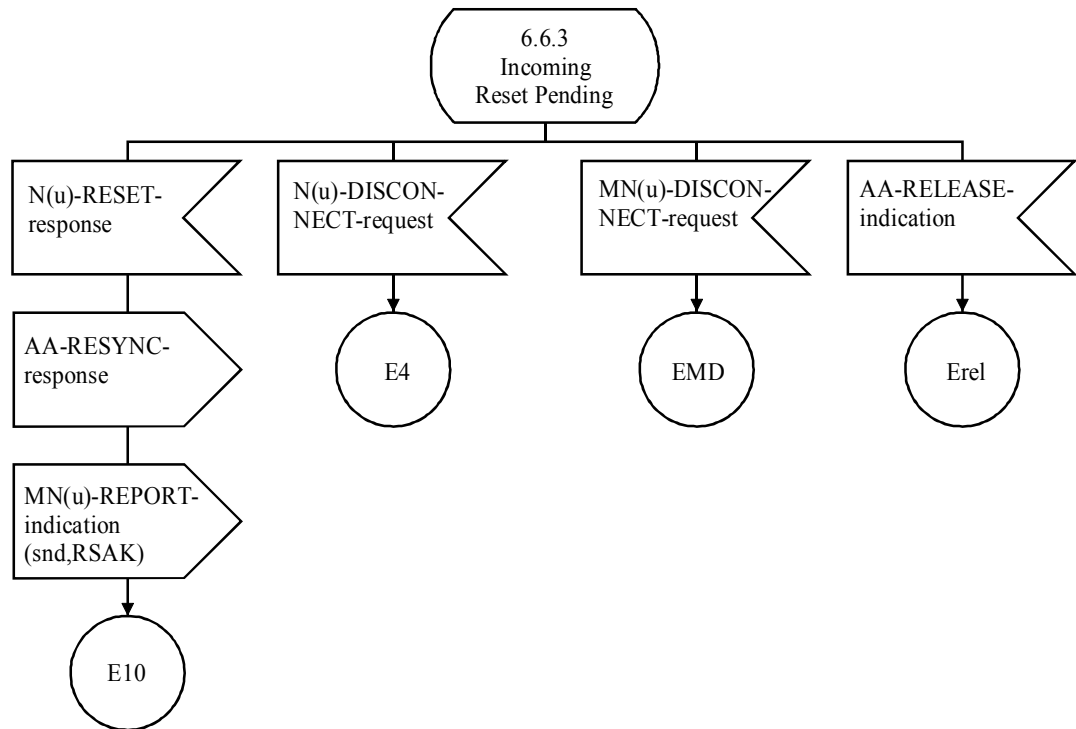 6.6.3
Incoming
Reset Pending
N(u)-RESET-
response
N(u)-DISCON-
NECT-request
MN(u)-DISCON-
NECT-request
AA-RELEASE-
indication
AA-RESYNC-
response
E4
EMD
Erel
MN(u)-REPORT-
indication
(snd,RSAK)
E10